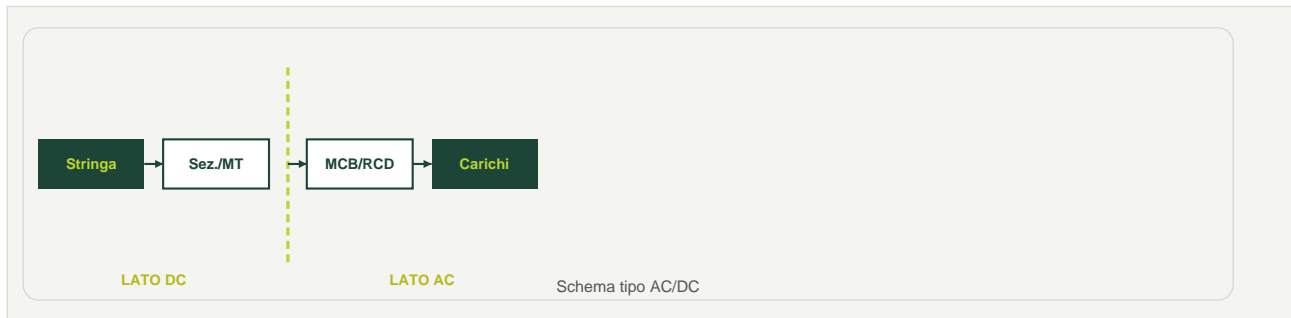 Stringa
Sez./MT
MCB/RCD
Carichi
LATO DC
LATO AC
Schema tipo AC/DC